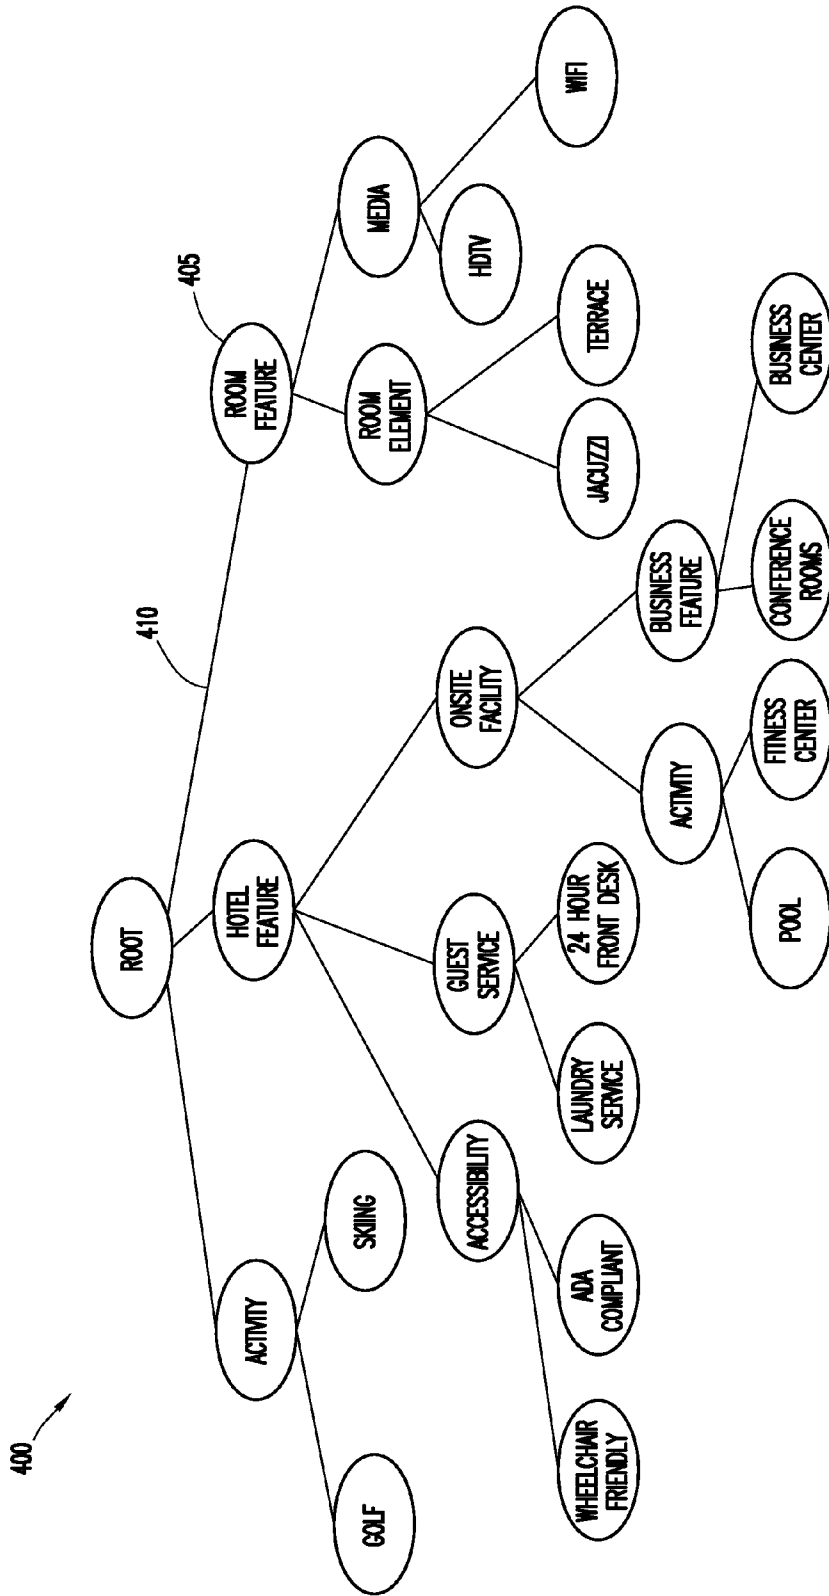 400
ROOT
410
405
ACTIVITY
HOTEL
FEATURE
ROOM
FEATURE
GOLF
SKIING
ROOM
ELEMENT
MEDIA
ACCESSIBILITY
GUEST
SERVICE
ONSITE
FACILITY
HDTV
WIFI
WHEELCHAIR
FRIENDLY
ADA
COMPLIANT
LAUNDRY
SERVICE
24 HOUR
FRONT DESK
JACUZZI
TERRACE
ACTIVITY
BUSINESS
FEATURE
POOL
FITNESS
CENTER
CONFERENCE
ROOMS
BUSINESS
CENTER